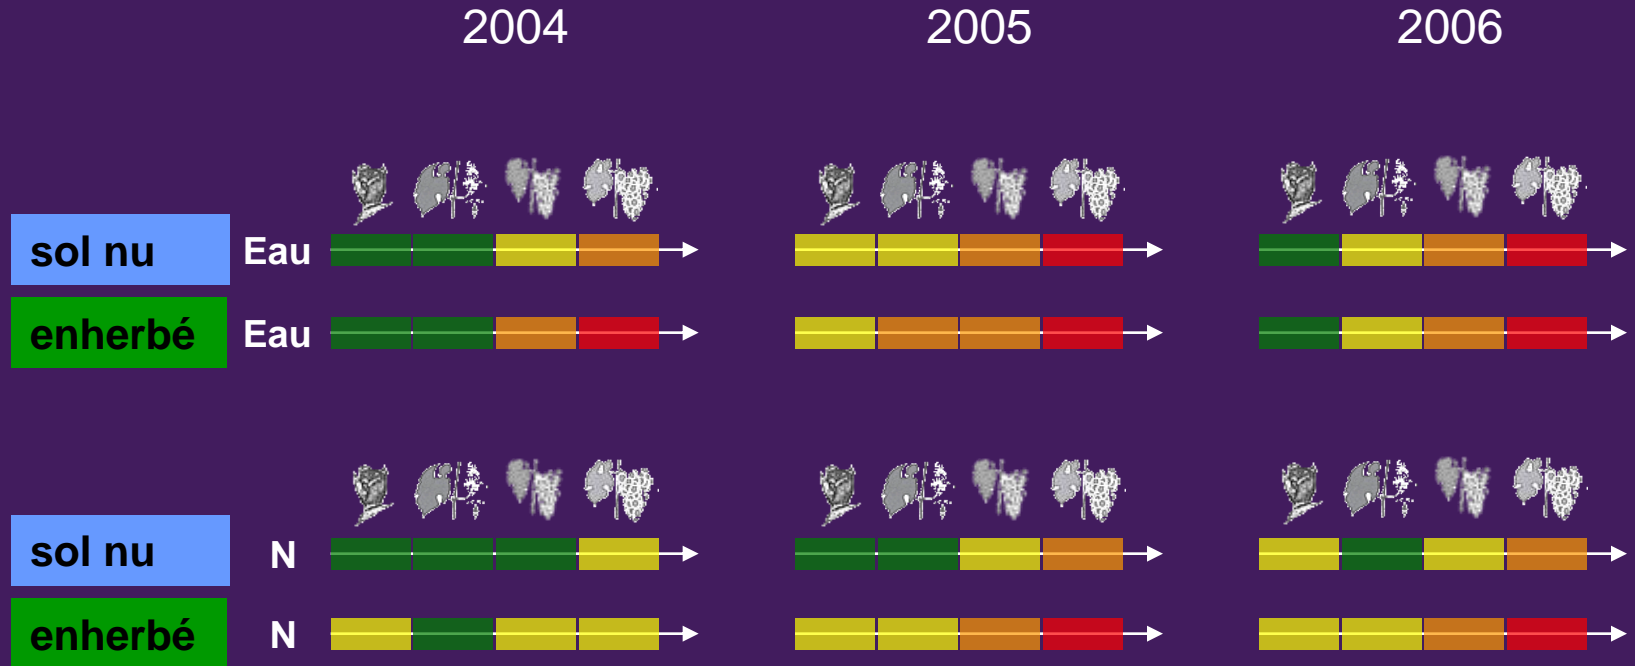 2004 2005 2006
sol nu Eau
enherbé Eau
sol nu N
enherbé N